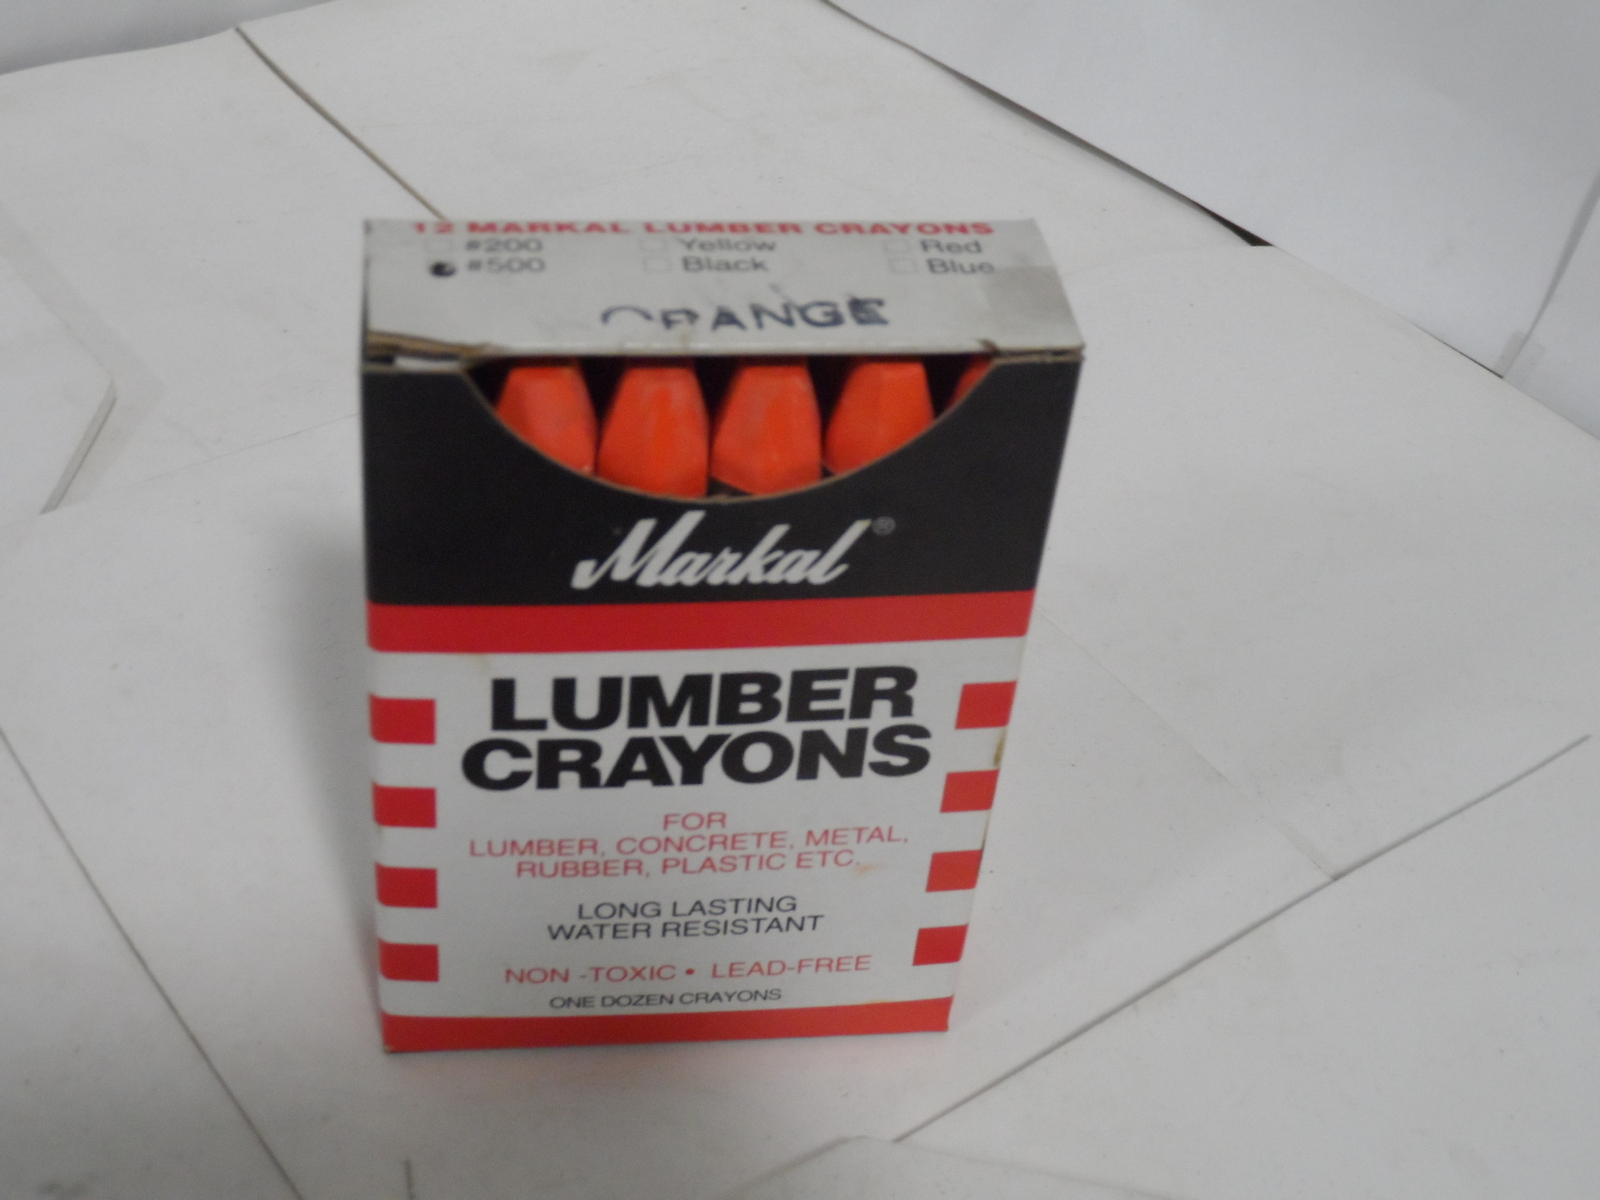 12 MARKAL LUMBER CRAYONS
#200 Yellow Red
#500 Black Blue
ORANGE
Markal®
LUMBER
CRAYONS
FOR
LUMBER, CONCRETE, METAL,
RUBBER, PLASTIC ETC.
LONG LASTING
WATER RESISTANT
NON -TOXIC • LEAD-FREE
ONE DOZEN CRAYONS